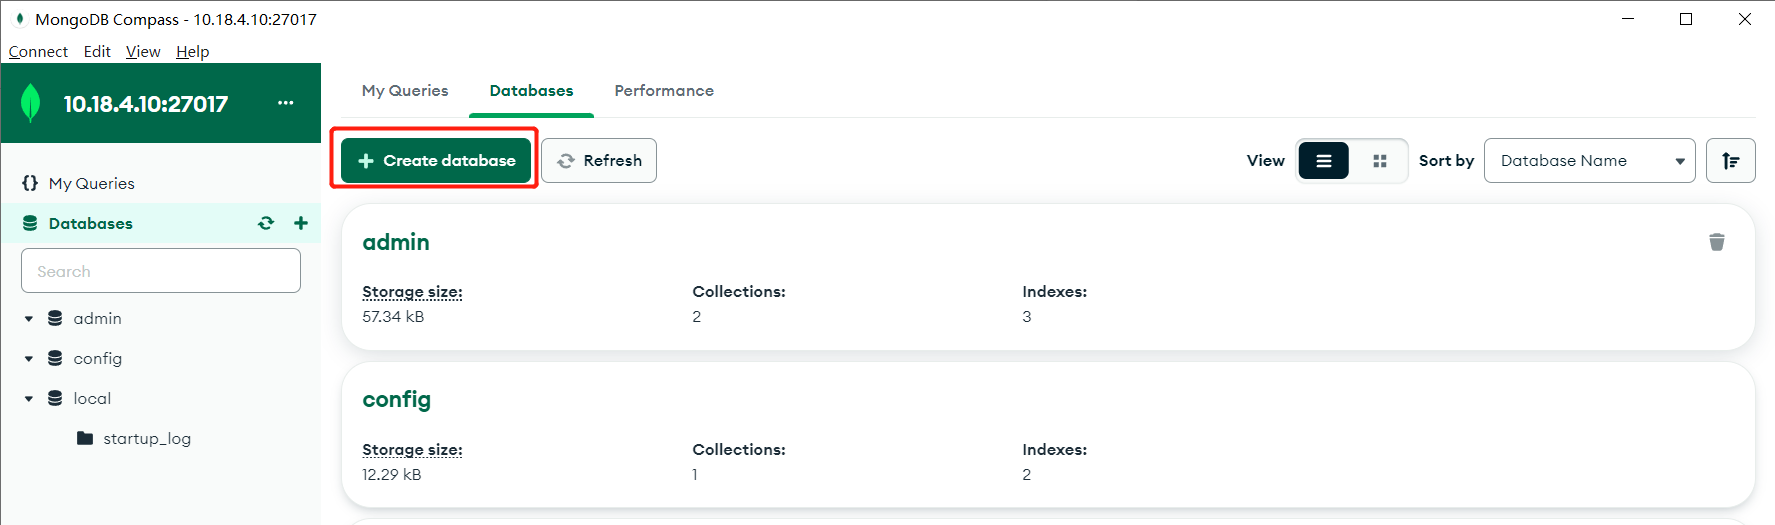 MongoDB Compass - 10.18.4.10:27017
Connect Edit View Help
10.18.4.10:27017 ...
My Queries
Databases
Search
admin
config
local
startup_log
My Queries Databases Performance
+ Create database Refresh View Sort by Database Name
admin
Storage size: Collections: Indexes:
57.34 kB 2 3
config
Storage size: Collections: Indexes:
12.29 kB 1 2